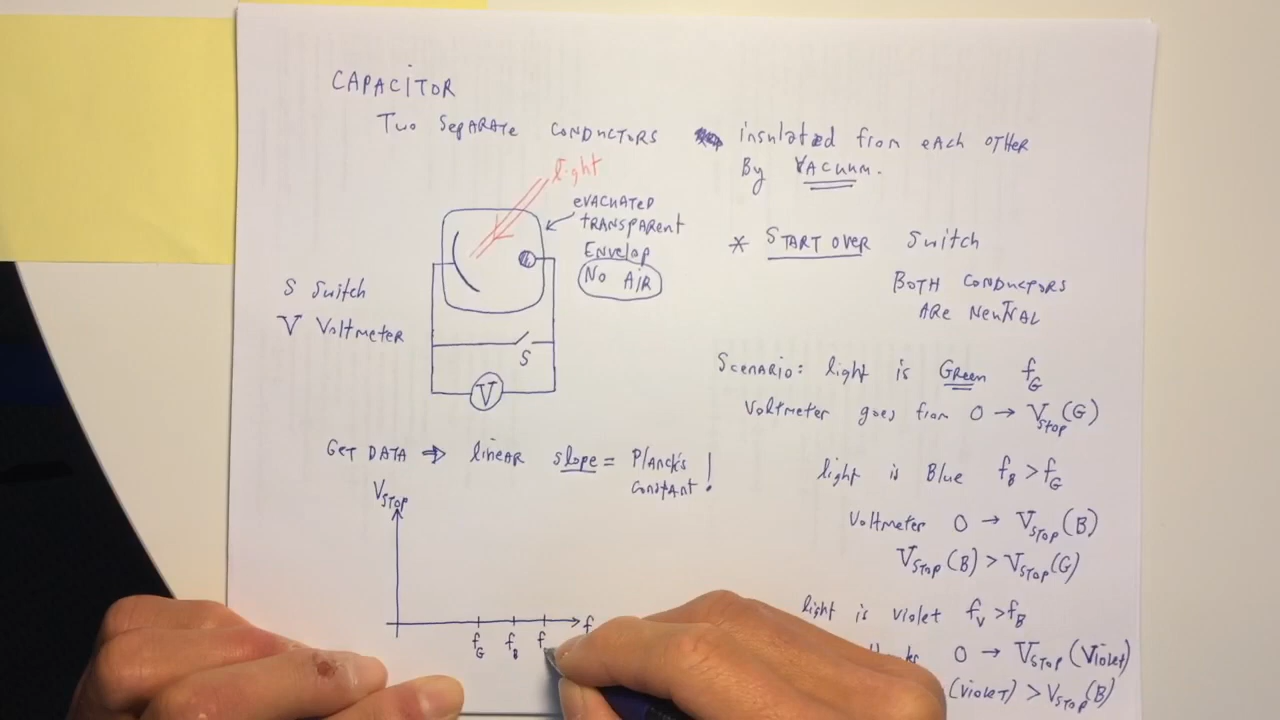 CAPACITOR
Two SepARATe CONDUCTORS insulated from eAcH OTHeR
By VACuum.
light
eVACUATeD
TRANSPARent
Envelop
No AiR
* START OVeR Switch
BOTH CONDUCTORS
ARe NeuTRAL
S Switch
V Voltmeter
S
V
Scenario: light is Green fG
Voltmeter goes from 0 → VSTOP(G)
GeT DATA ⇒ lineAR slope = Planck's
constant!
light is Blue fB > fG
VSTOP
Voltmeter 0 → VSTOP(B)
VSTOP(B) > VSTOP(G)
light is violet fV > fB
0 → VSTOP(Violet)
(violet) > VSTOP(B)
fG fB f f